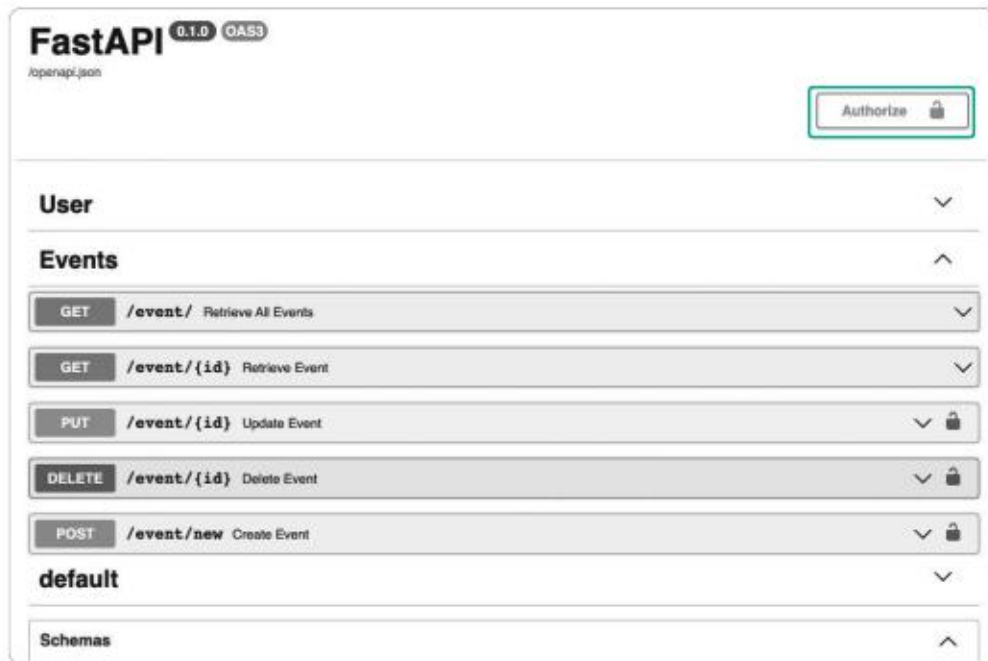 FastAPI 0.1.0 OAS3
/openapi.json
Authorize
User
Events
GET /event/ Retrieve All Events
GET /event/{id} Retrieve Event
PUT /event/{id} Update Event
DELETE /event/{id} Delete Event
POST /event/new Create Event
default
Schemas